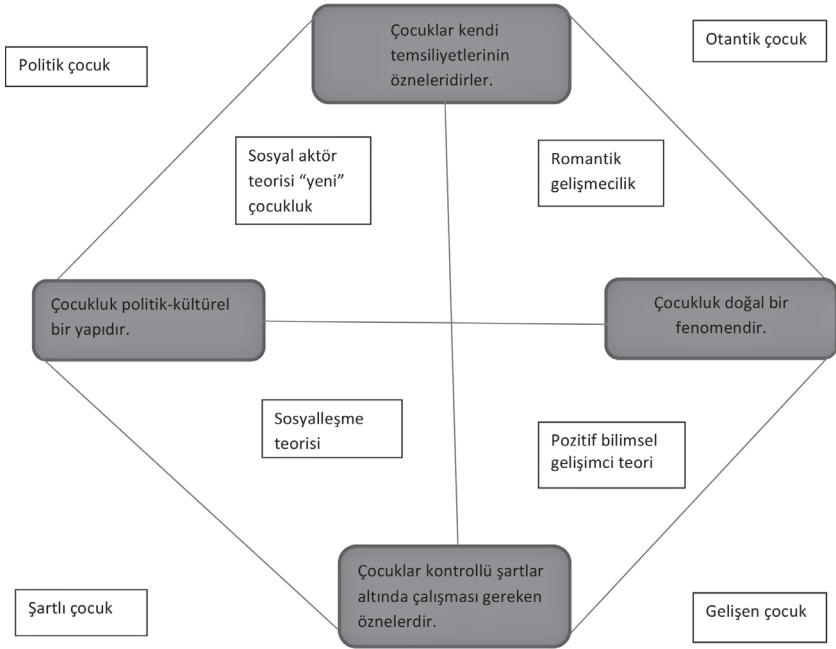 Çocuklar kendi
temsiliyetlerinin
özneleridirler.
Politik çocuk
Otantik çocuk
Sosyal aktör
teorisi “yeni”
çocukluk
Romantik
gelişmecilik
Çocukluk politik-kültürel
bir yapıdır.
Çocukluk doğal bir
fenomendir.
Sosyalleşme
teorisi
Pozitif bilimsel
gelişimci teori
Çocuklar kontrollü şartlar
altında çalışması gereken
öznelerdir.
Şartlı çocuk
Gelişen çocuk